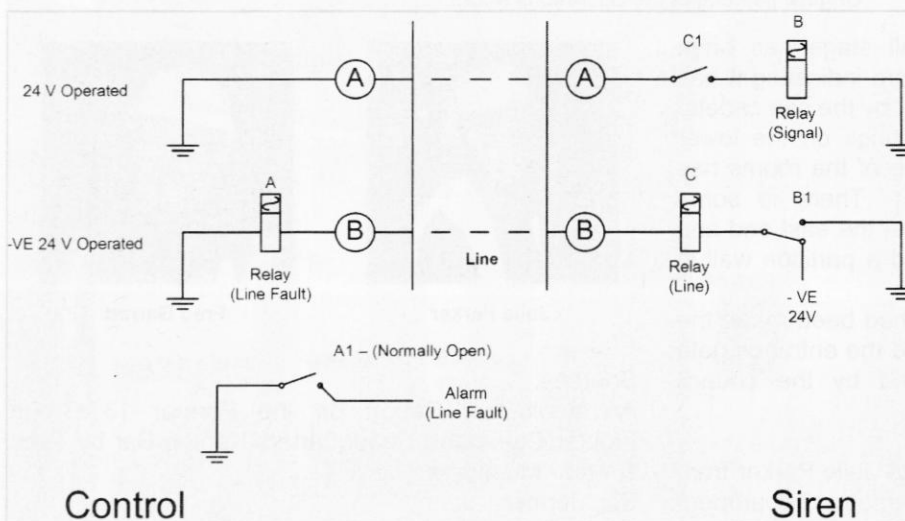 B
C1
A
A
24 V Operated
Relay
(Signal)
A
C
B1
-VE 24 V Operated
B
B
Line
Relay
(Line Fault)
Relay
(Line)
- VE
24V
A1 – (Normally Open)
Alarm
(Line Fault)
Control
Siren